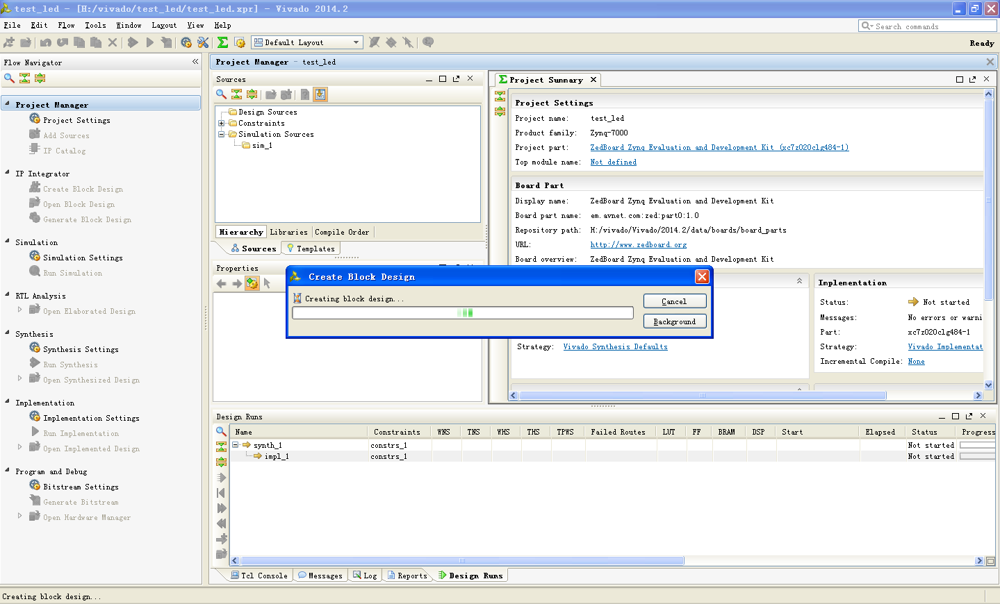 test_led - [H:/vivado/test_led/test_led.xpr] - Vivado 2014.2
File Edit Flow Tools Window Layout View Help
Search commands
Default Layout
Ready
Flow Navigator
Project Manager
Project Settings
Add Sources
IP Catalog
IP Integrator
Create Block Design
Open Block Design
Generate Block Design
Simulation
Simulation Settings
Run Simulation
RTL Analysis
Open Elaborated Design
Synthesis
Synthesis Settings
Run Synthesis
Open Synthesized Design
Implementation
Implementation Settings
Run Implementation
Open Implemented Design
Program and Debug
Bitstream Settings
Generate Bitstream
Open Hardware Manager
Project Manager - test_led
Sources
Design Sources
Constraints
Simulation Sources
sim_1
Hierarchy Libraries Compile Order
Sources Templates
Properties
Project Summary
Project Settings
Project name: test_led
Product family: Zynq-7000
Project part: ZedBoard Zynq Evaluation and Development Kit (xc7z020clg484-1)
Top module name: Not defined
Board Part
Display name: ZedBoard Zynq Evaluation and Development Kit
Board part name: em.avnet.com:zed:part0:1.0
Repository path: H:/vivado/Vivado/2014.2/data/boards/board_parts
URL: http://www.zedboard.org
Board overview: ZedBoard Zynq Evaluation and Development Kit
Create Block Design
Creating block design...
Cancel
Background
Strategy: Vivado Synthesis Defaults
Implementation
Status: Not started
Messages: No errors or warni
Part: xc7z020clg484-1
Strategy: Vivado Implementat
Incremental Compile: None
Design Runs
Name Constraints WNS TNS WHS THS TPWS Failed Routes LUT FF BRAM DSP Start Elapsed Status Progress
synth_1 constrs_1 Not started
impl_1 constrs_1 Not started
Tcl Console Messages Log Reports Design Runs
Creating block design...